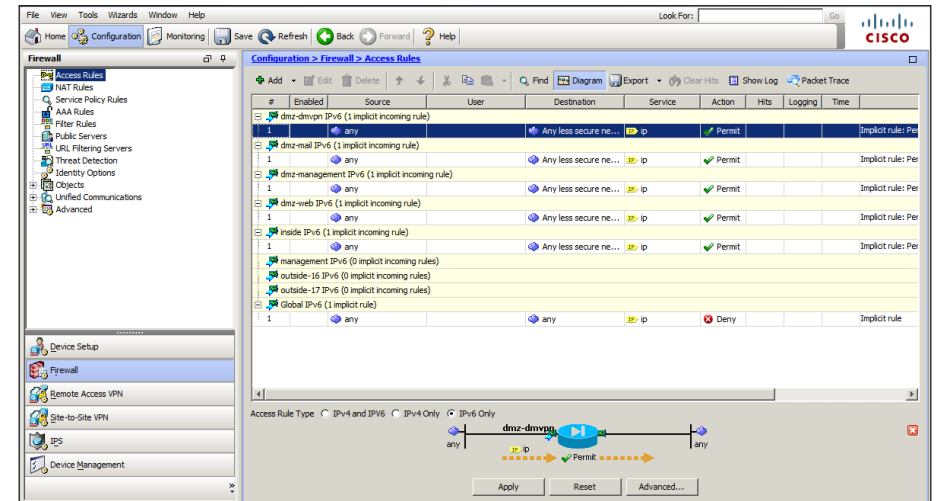 File View Tools Wizards Window Help Look For: Go
CISCO
Home Configuration Monitoring Save Refresh Back Forward Help
Firewall
Access Rules
NAT Rules
Service Policy Rules
AAA Rules
Filter Rules
Public Servers
URL Filtering Servers
Threat Detection
Identity Options
Objects
Unified Communications
Advanced
Device Setup
Firewall
Remote Access VPN
Site-to-Site VPN
IPS
Device Management
Configuration > Firewall > Access Rules
Add Edit Delete Find Diagram Export Clear Hits Show Log Packet Trace
# Enabled Source User Destination Service Action Hits Logging Time
dmz-dmvpn IPv6 (1 implicit incoming rule)
1 any Any less secure ne... ip Permit Implicit rule: Per
dmz-mail IPv6 (1 implicit incoming rule)
1 any Any less secure ne... ip Permit Implicit rule: Per
dmz-management IPv6 (1 implicit incoming rule)
1 any Any less secure ne... ip Permit Implicit rule: Per
dmz-web IPv6 (1 implicit incoming rule)
1 any Any less secure ne... ip Permit Implicit rule: Per
inside IPv6 (1 implicit incoming rule)
1 any Any less secure ne... ip Permit Implicit rule: Per
management IPv6 (0 implicit incoming rules)
outside-16 IPv6 (0 implicit incoming rules)
outside-17 IPv6 (0 implicit incoming rules)
Global IPv6 (1 implicit rule)
1 any any ip Deny Implicit rule
Access Rule Type IPv4 and IPv6 IPv4 Only IPv6 Only
dmz-dmvpn
any any
IP ip
Permit
Apply Reset Advanced...